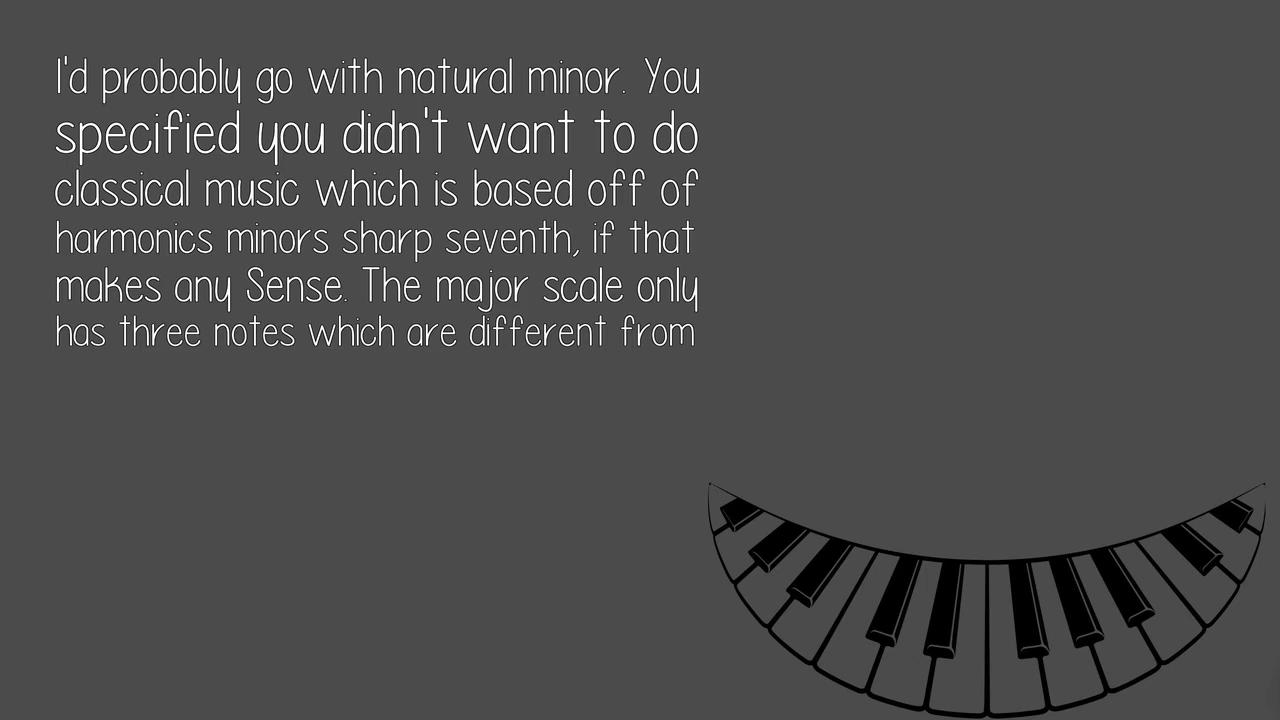 I'd probably go with natural minor. You
specified you didn't want to do
classical music which is based off of
harmonics minors sharp seventh, if that
makes any Sense. The major scale only
has three notes which are different from